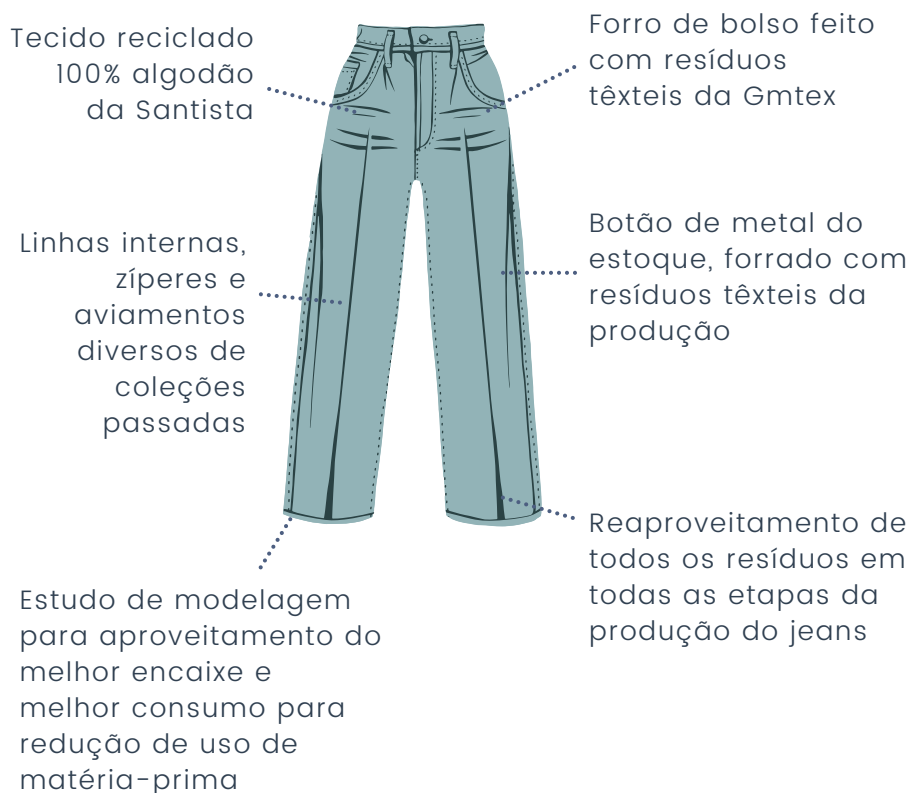 Tecido reciclado
100% algodão
da Santista
Forro de bolso feito
com resíduos
têxteis da Gmtex
Linhas internas,
zíperes e
aviamentos
diversos de
coleções
passadas
Botão de metal do
estoque, forrado com
resíduos têxteis da
produção
Estudo de modelagem
para aproveitamento do
melhor encaixe e
melhor consumo para
redução de uso de
matéria-prima
Reaproveitamento de
todos os resíduos em
todas as etapas da
produção do jeans